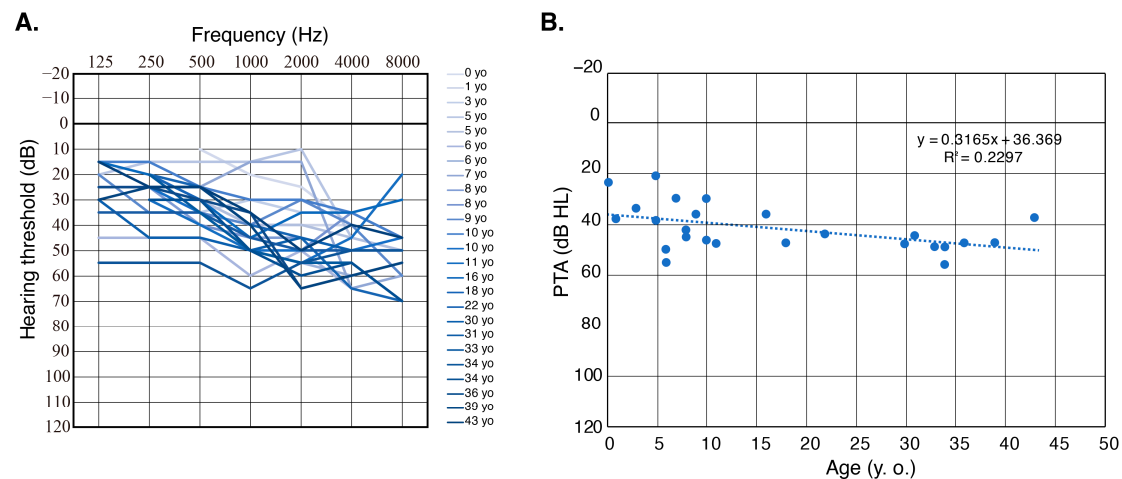 A.
Frequency (Hz)
125 250 500 1000 2000 4000 8000
Hearing threshold (dB)
−20
−10
0
10
20
30
40
50
60
70
80
90
100
110
120
0 yo
1 yo
3 yo
5 yo
5 yo
6 yo
6 yo
7 yo
8 yo
8 yo
9 yo
10 yo
10 yo
11 yo
16 yo
18 yo
22 yo
30 yo
31 yo
33 yo
34 yo
34 yo
36 yo
39 yo
43 yo
B.
PTA (dB HL)
−20
0
20
40
60
80
100
120
y = 0.3165x + 36.369
R² = 0.2297
0 5 10 15 20 25 30 35 40 45 50
Age (y. o.)